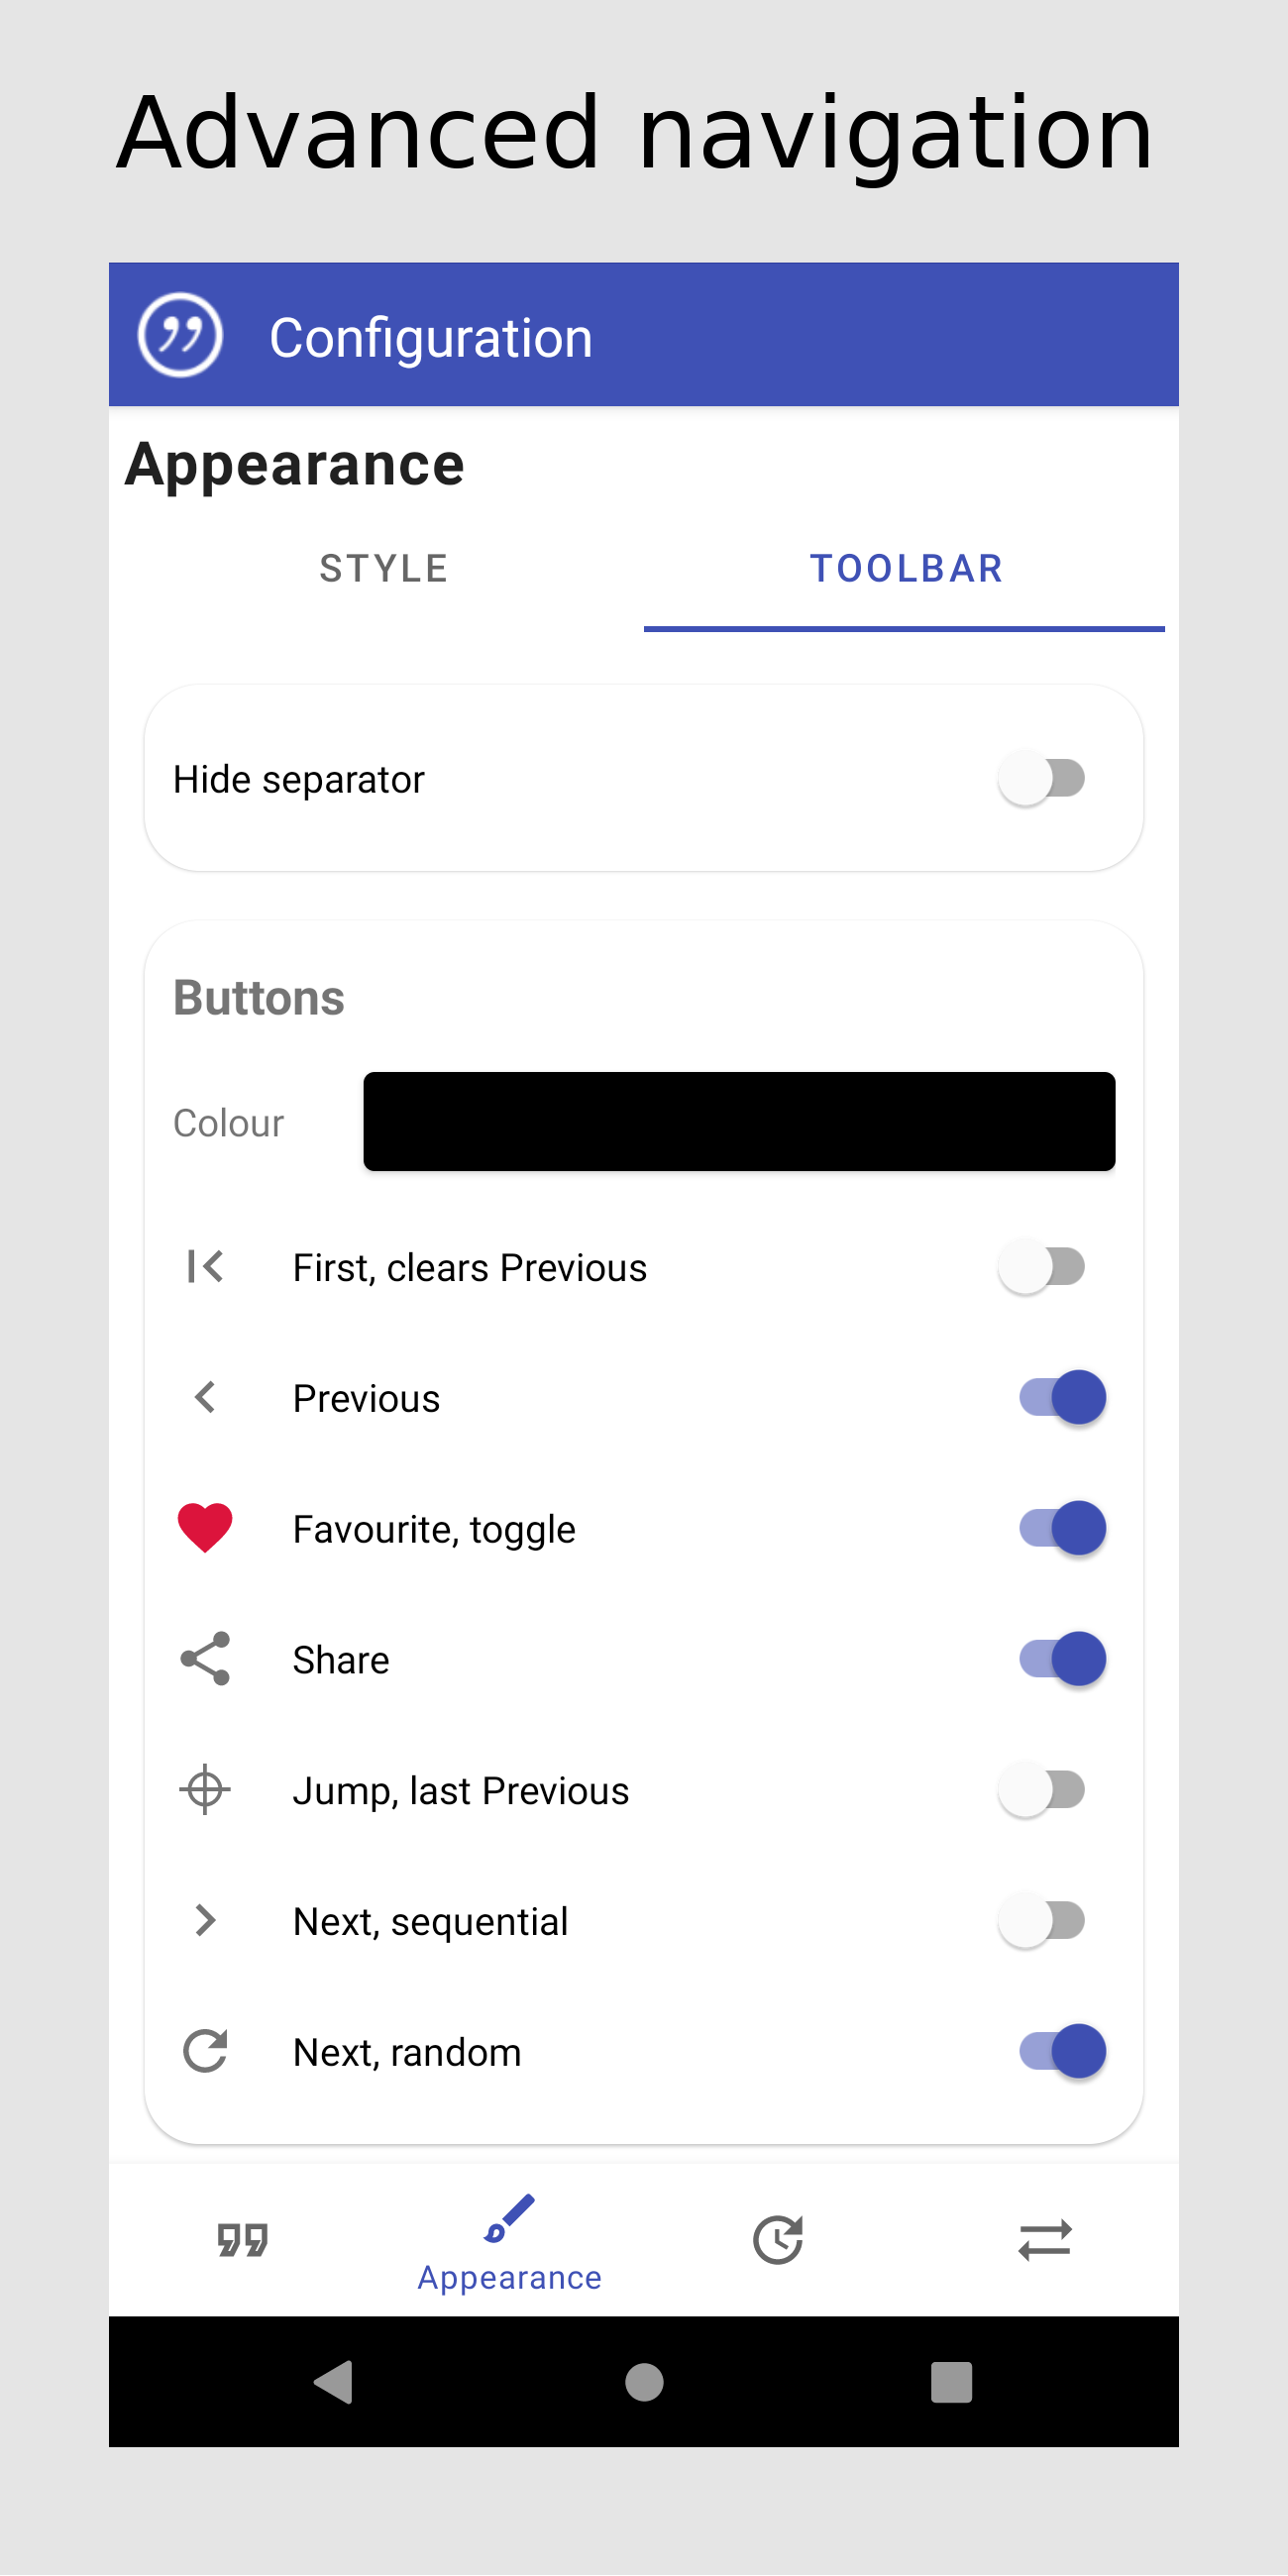 Advanced navigation
Configuration
Appearance
STYLE
TOOLBAR
Hide separator
Buttons
Colour
First, clears Previous
Previous
Favourite, toggle
Share
Jump, last Previous
Next, sequential
Next, random
Appearance